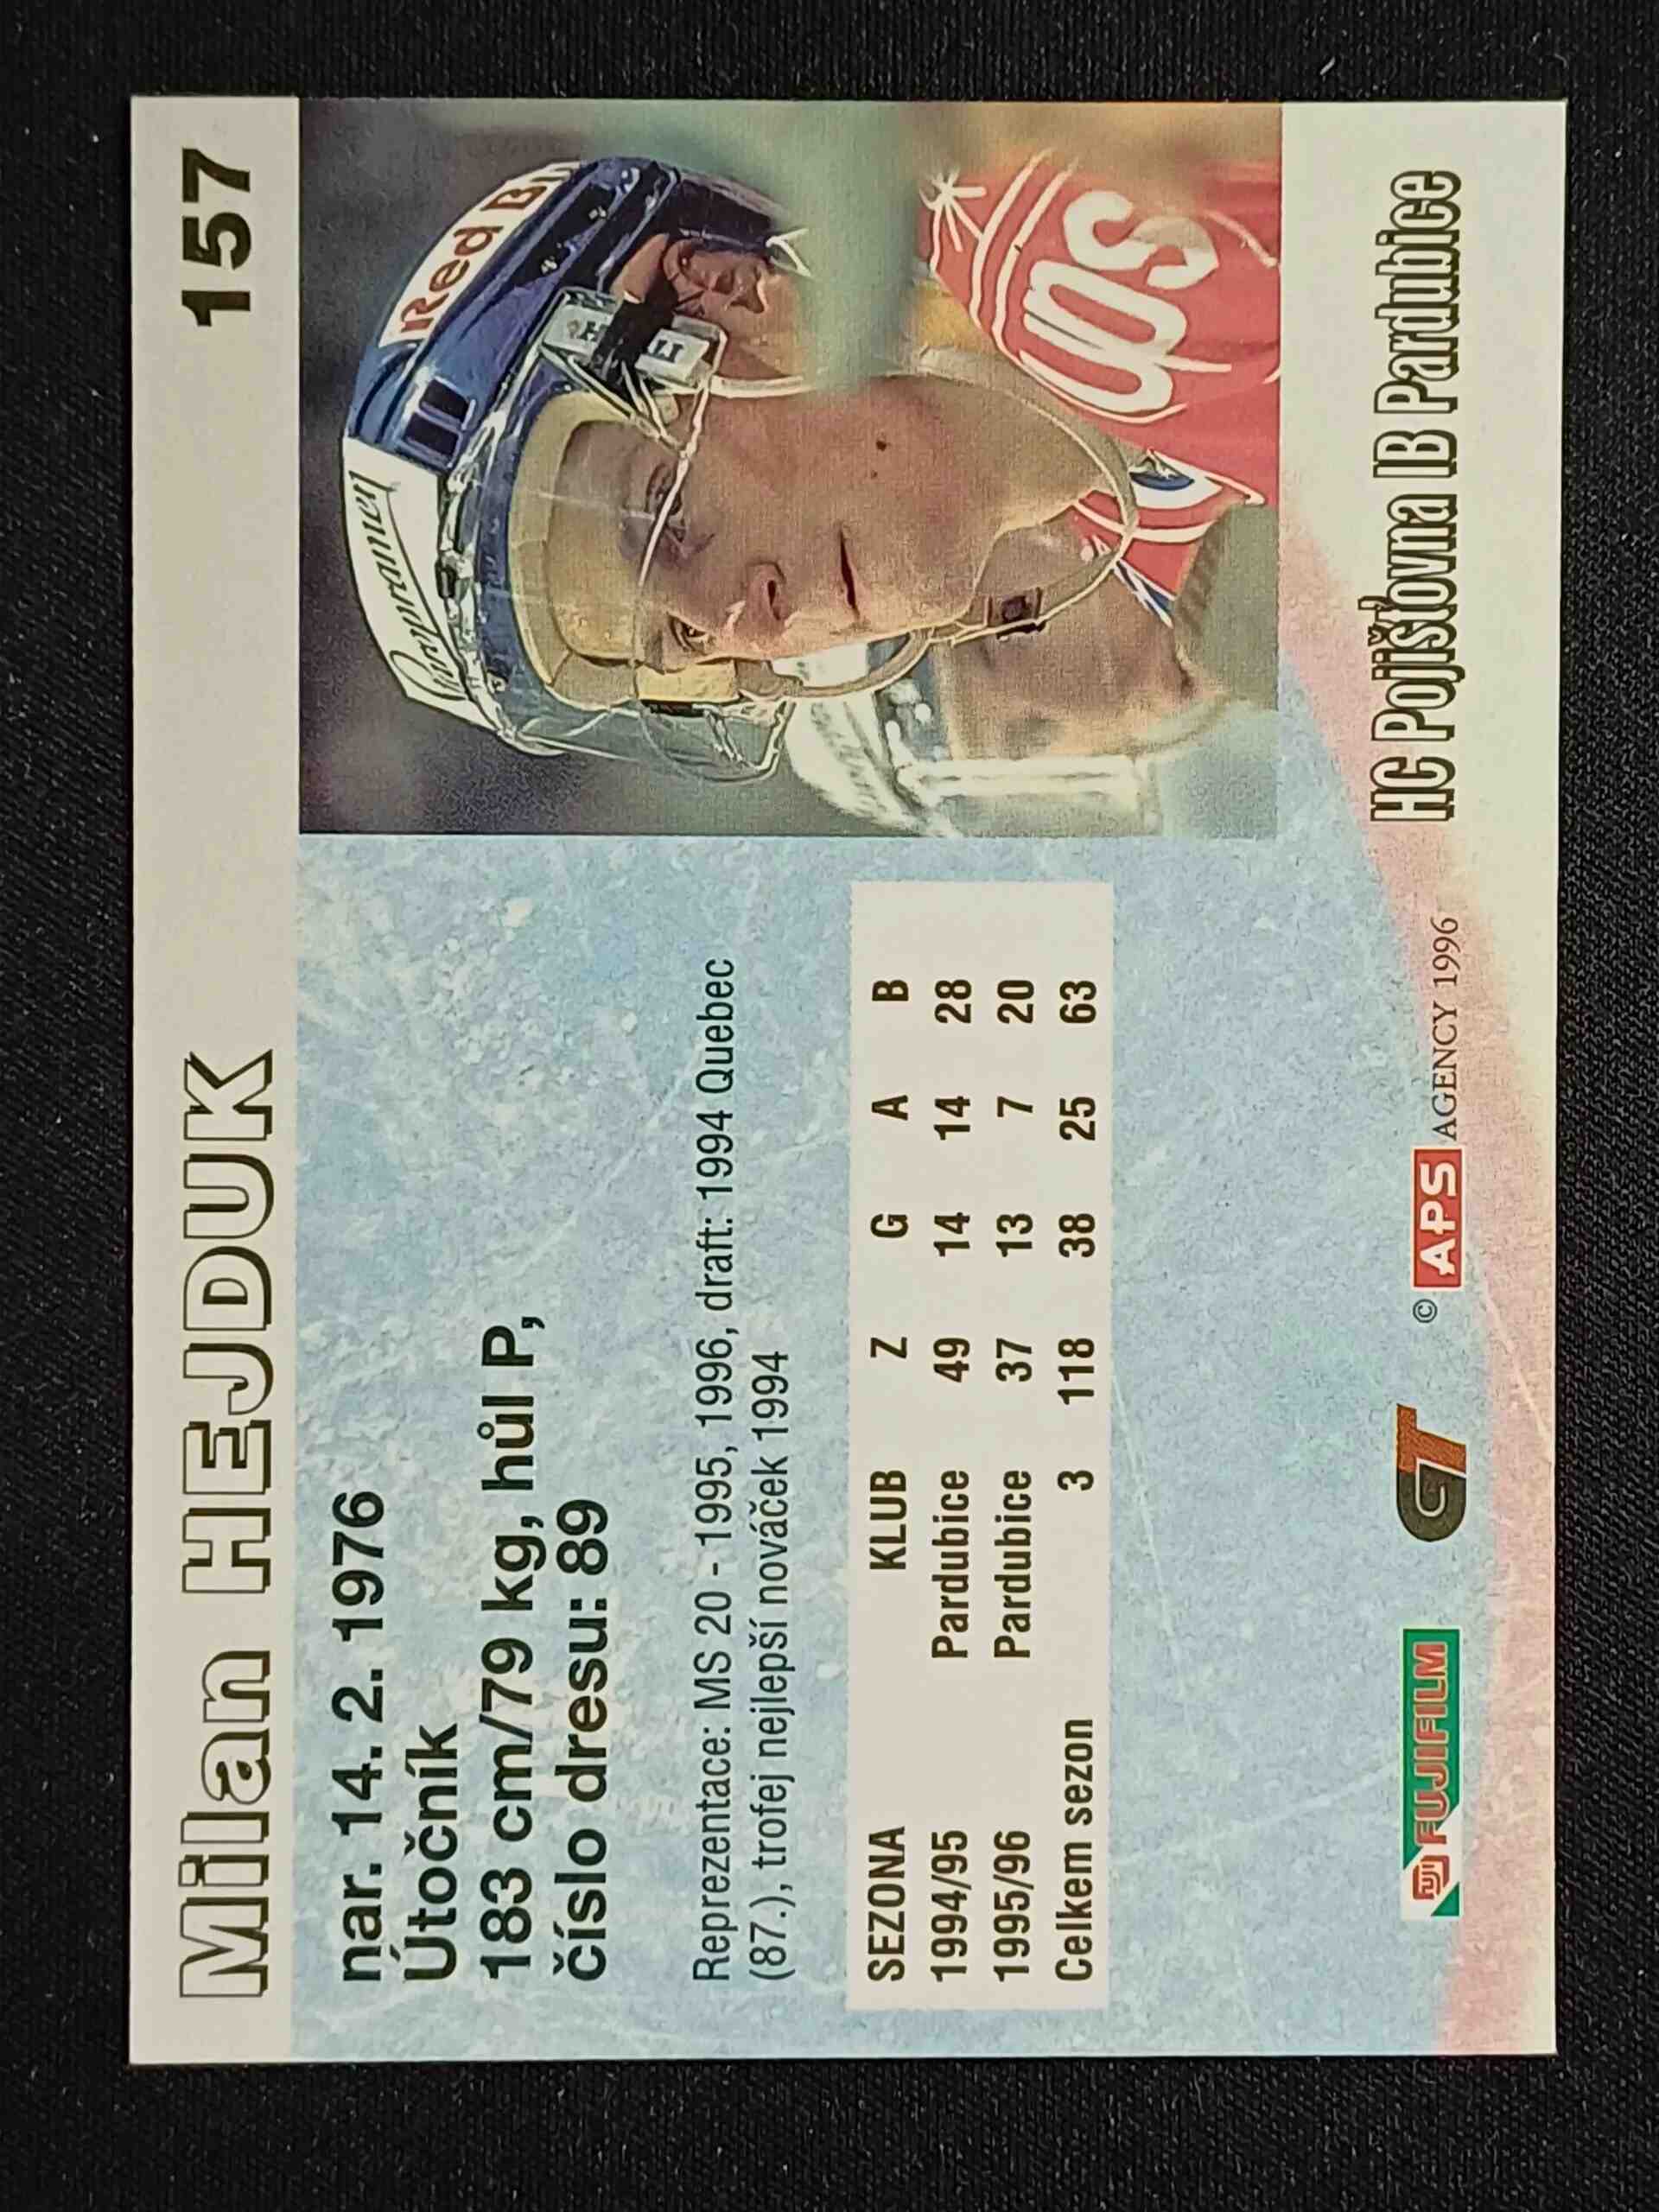 Milan HEJDUK 157
nar. 14. 2. 1976
Útočník
183 cm/79 kg, hůl P,
číslo dresu: 89
Reprezentace: MS 20 - 1995, 1996, draft: 1994 Quebec
(87.), trofej nejlepší nováček 1994
SEZONA KLUB Z G A B
1994/95 Pardubice 49 14 14 28
1995/96 Pardubice 37 13 7 20
Celkem sezon 3 118 38 25 63
Red
ups
FUJI FUJIFILM
© APS AGENCY 1996
HC Pojišťovna IB Pardubice